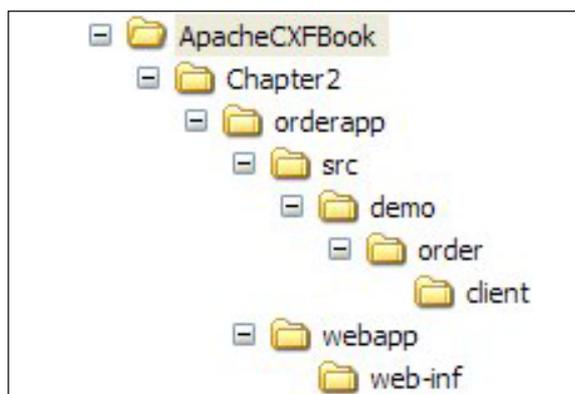 ApacheCXFBook
Chapter2
orderapp
src
demo
order
client
webapp
web-inf